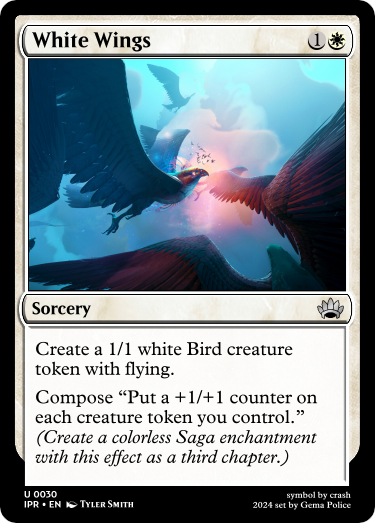 White Wings 1
Sorcery
Create a 1/1 white Bird creature
token with flying.
Compose “Put a +1/+1 counter on
each creature token you control.”
(Create a colorless Saga enchantment
with this effect as a third chapter.)
U 0030
IPR • EN Tyler Smith
symbol by crash
2024 set by Gema Police